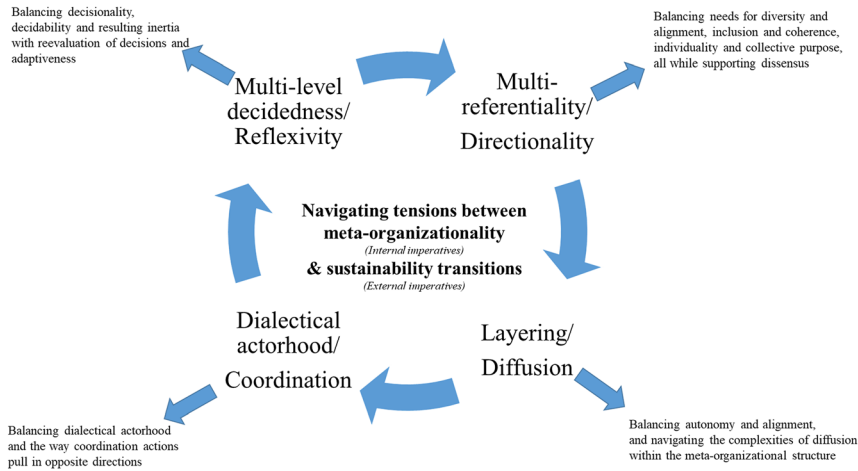 Balancing decisionality,
decidability and resulting inertia
with reevaluation of decisions and
adaptiveness
Balancing needs for diversity and
alignment, inclusion and coherence,
individuality and collective purpose,
all while supporting dissensus
Multi-level
decidedness/
Reflexivity
Multi-
referentiality/
Directionality
Navigating tensions between
meta-organizationality
(Internal imperatives)
& sustainability transitions
(External imperatives)
Dialectical
actorhood/
Coordination
Layering/
Diffusion
Balancing dialectical actorhood
and the way coordination actions
pull in opposite directions
Balancing autonomy and alignment,
and navigating the complexities of diffusion
within the meta-organizational structure